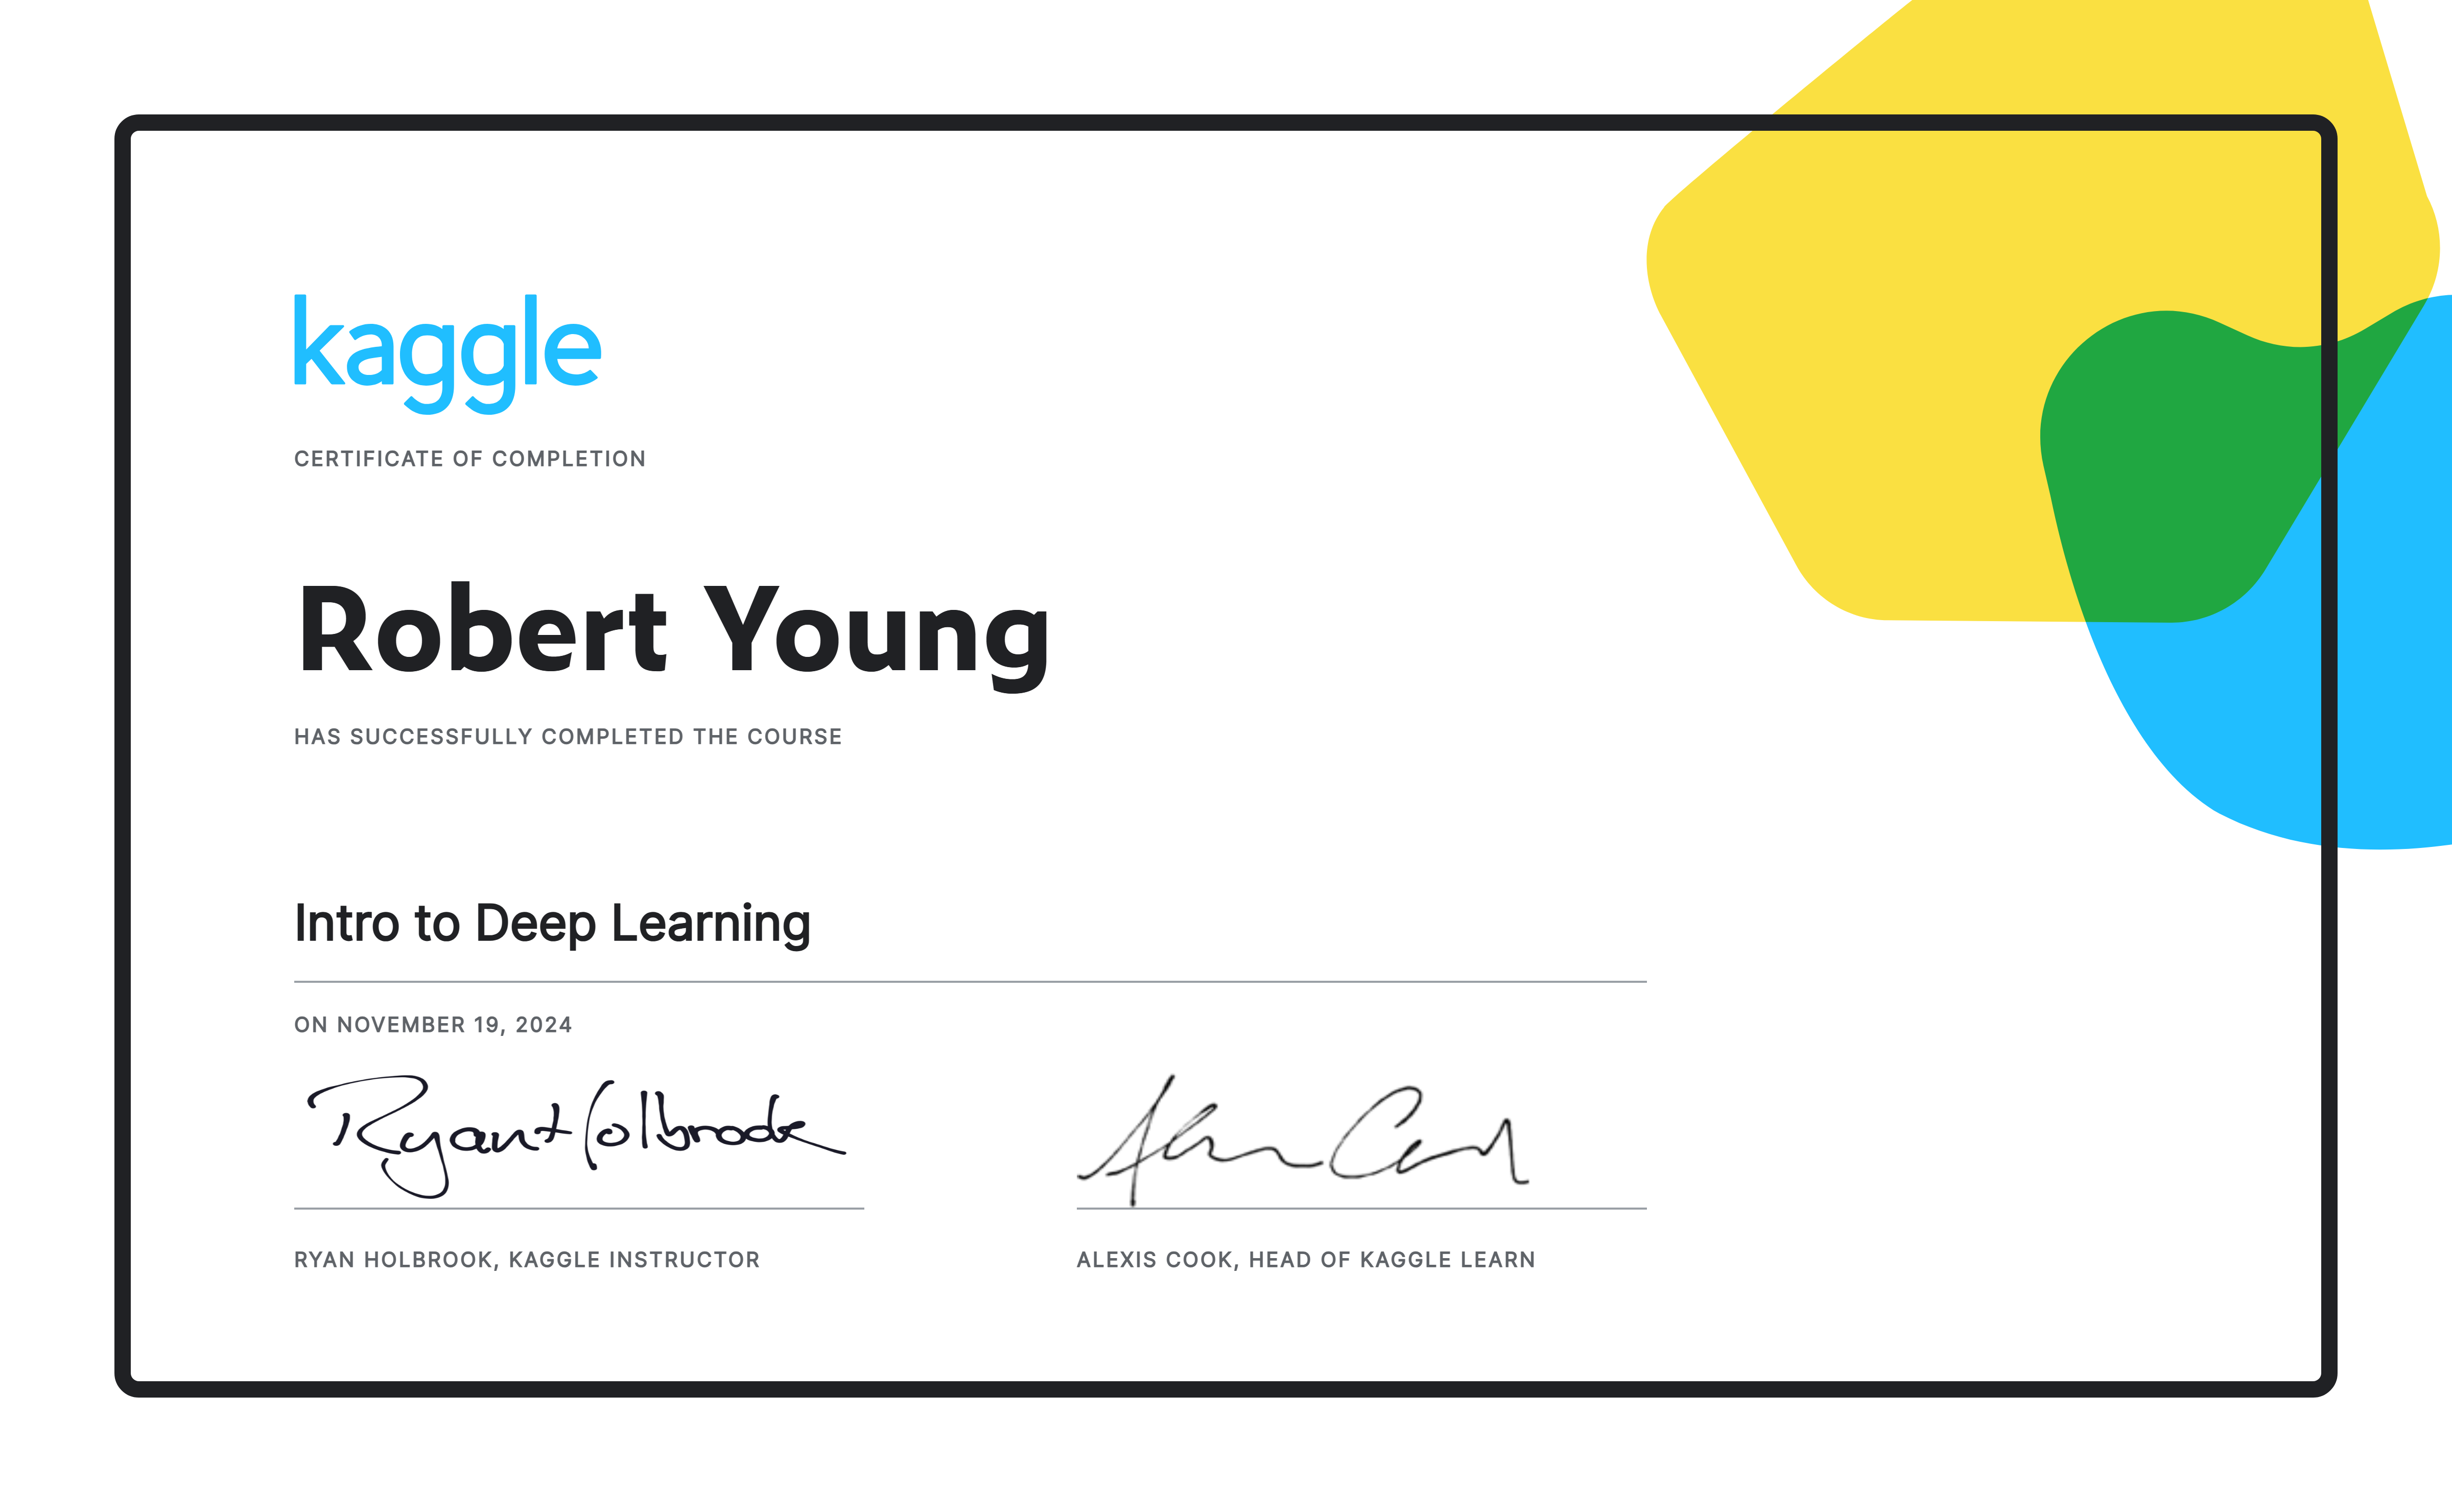 kaggle
CERTIFICATE OF COMPLETION
Robert Young
HAS SUCCESSFULLY COMPLETED THE COURSE
Intro to Deep Learning
ON NOVEMBER 19, 2024
Ryan Holbrook
Alexis Cook
RYAN HOLBROOK, KAGGLE INSTRUCTOR
ALEXIS COOK, HEAD OF KAGGLE LEARN